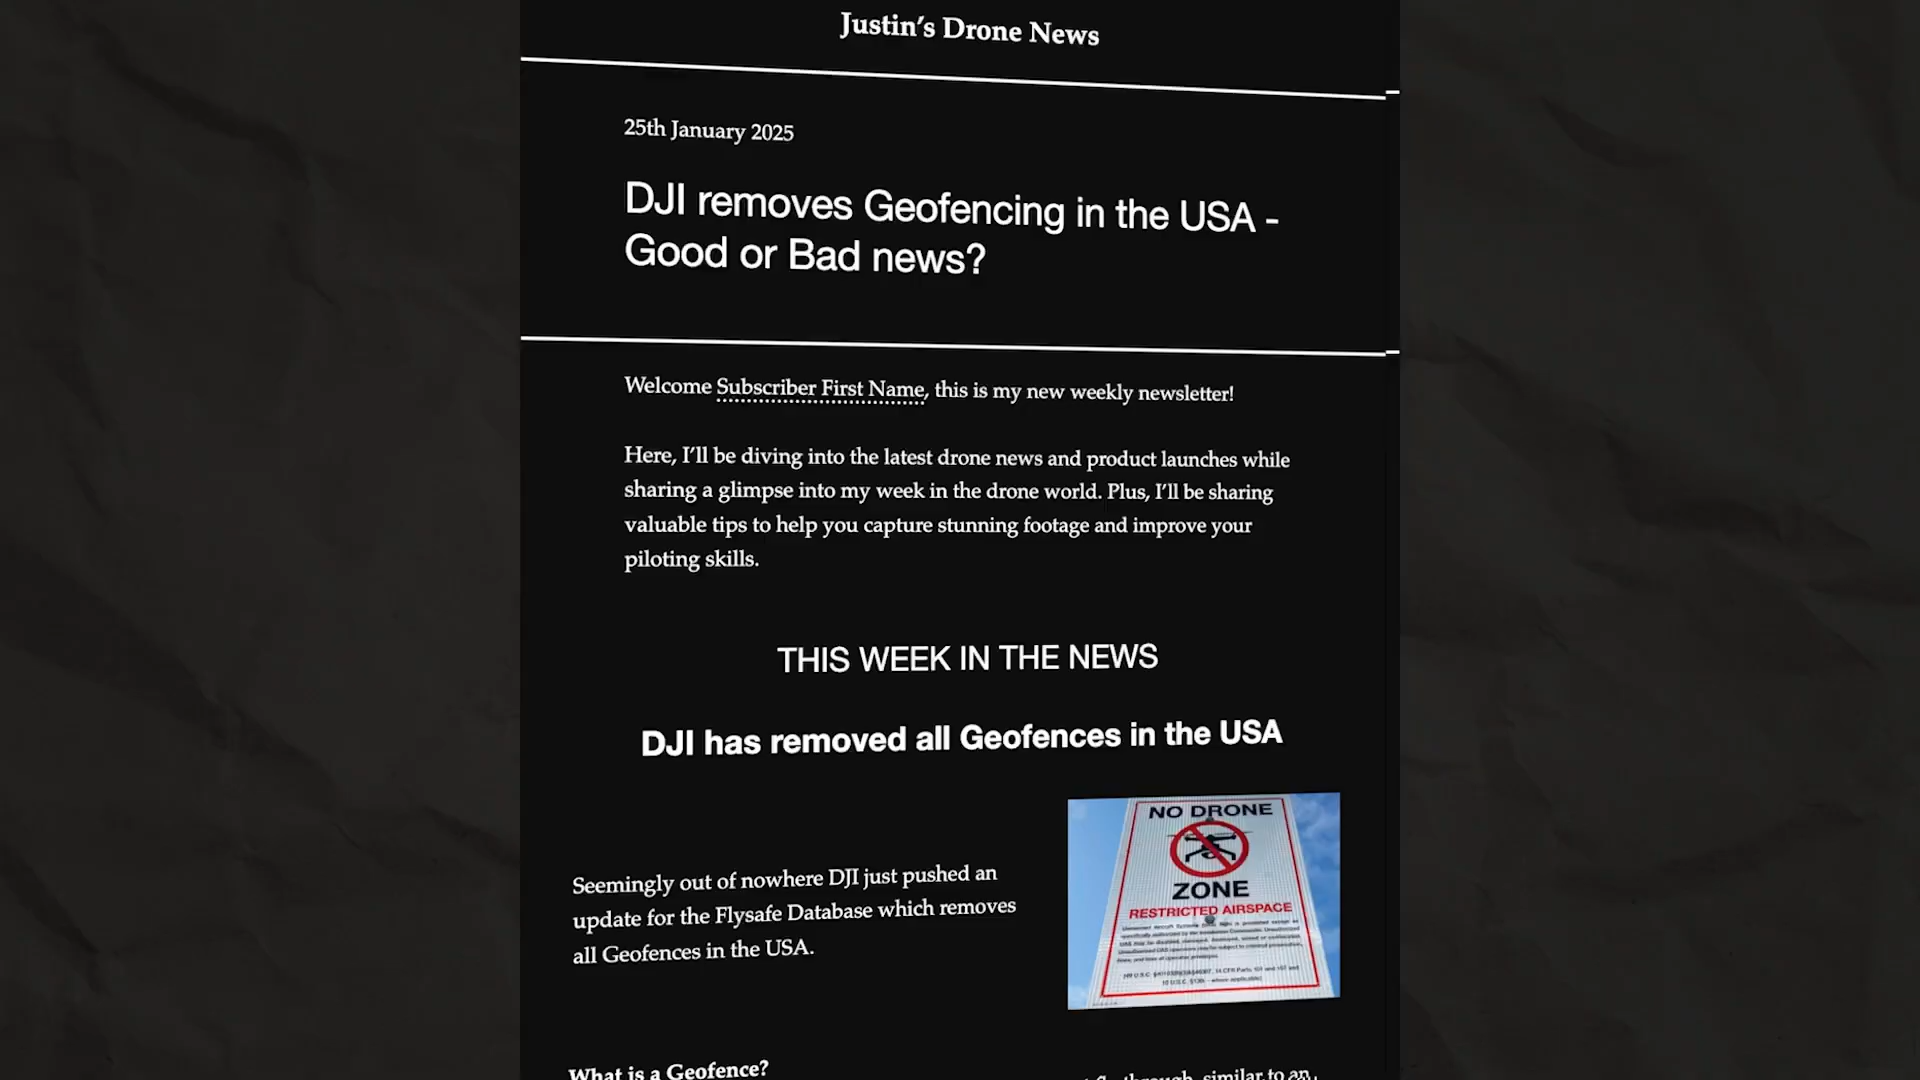 Justin’s Drone News
25th January 2025
DJI removes Geofencing in the USA -
Good or Bad news?
Welcome Subscriber First Name, this is my new weekly newsletter!
Here, I’ll be diving into the latest drone news and product launches while
sharing a glimpse into my week in the drone world. Plus, I’ll be sharing
valuable tips to help you capture stunning footage and improve your
piloting skills.
THIS WEEK IN THE NEWS
DJI has removed all Geofences in the USA
Seemingly out of nowhere DJI just pushed an
update for the Flysafe Database which removes
all Geofences in the USA.
NO DRONE
ZONE
RESTRICTED AIRSPACE
What is a Geofence?
through, similar to an